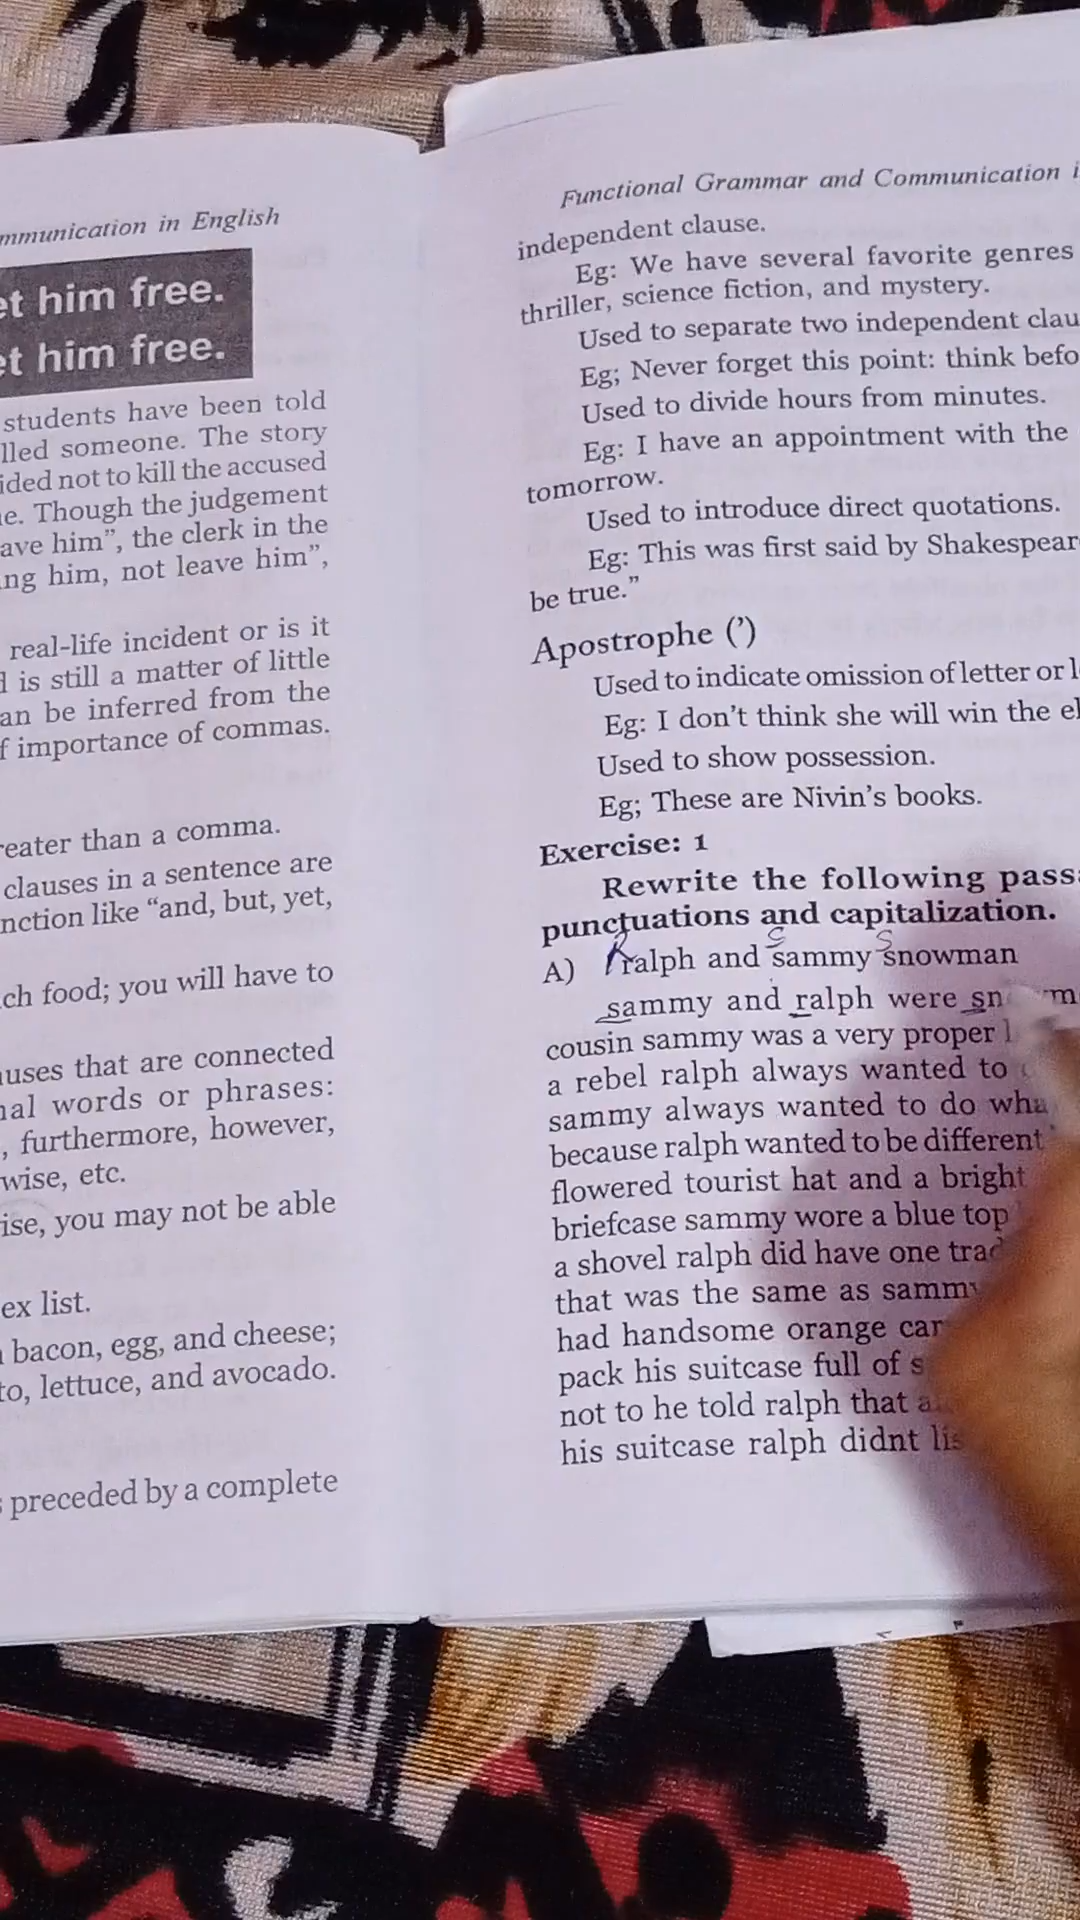 mmunication in English
et him free.
et him free.
students have been told
lled someone. The story
ided not to kill the accused
e. Though the judgement
ave him”, the clerk in the
ng him, not leave him”,
real-life incident or is it
is still a matter of little
an be inferred from the
f importance of commas.
eater than a comma.
clauses in a sentence are
nction like “and, but, yet,
ch food; you will have to
uses that are connected
nal words or phrases:
, furthermore, however,
wise, etc.
ise, you may not be able
ex list.
bacon, egg, and cheese;
to, lettuce, and avocado.
preceded by a complete
Functional Grammar and Communication i
independent clause.
Eg: We have several favorite genres
thriller, science fiction, and mystery.
Used to separate two independent clau
Eg; Never forget this point: think befo
Used to divide hours from minutes.
Eg: I have an appointment with the
tomorrow.
Used to introduce direct quotations.
Eg: This was first said by Shakespear
be true.”
Apostrophe (’)
Used to indicate omission of letter or l
Eg: I don’t think she will win the el
Used to show possession.
Eg; These are Nivin’s books.
Exercise: 1
Rewrite the following passa
punctuations and capitalization.
R S S
A) ralph and sammy snowman
sammy and ralph were sn
cousin sammy was a very proper
a rebel ralph always wanted to
sammy always wanted to do wha
because ralph wanted to be different
flowered tourist hat and a bright
briefcase sammy wore a blue top
a shovel ralph did have one trad
that was the same as sammy
had handsome orange car
pack his suitcase full of s
not to he told ralph that a
his suitcase ralph didnt lis